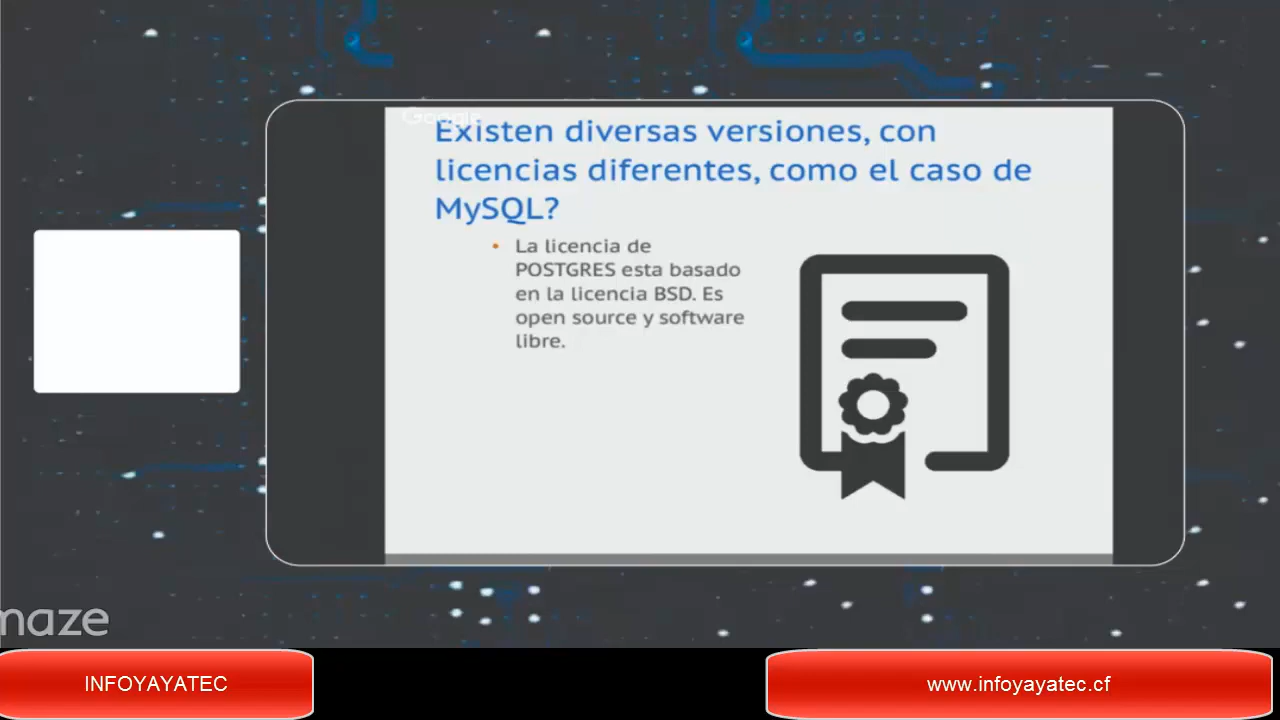 Google
Existen diversas versiones, con
licencias diferentes, como el caso de
MySQL?
• La licencia de
POSTGRES esta basado
en la licencia BSD. Es
open source y software
libre.
maze
INFOYAYATEC
www.infoyayatec.cf